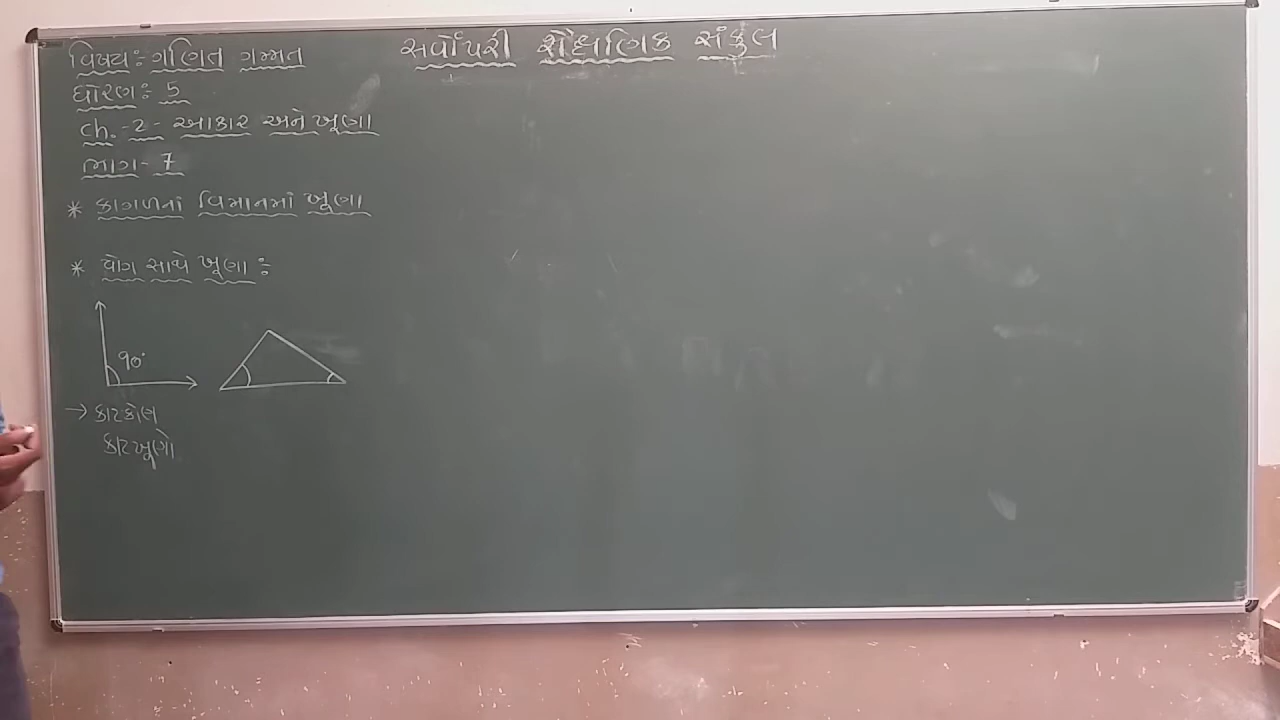 સર્વોપરી શૈક્ષણિક સંકુલ
વિષય: ગણિત ગમ્મત
ધોરણ: 5
ch. -2- આકાર અને ખૂણા
ભાગ- 7
* કાગળનાં વિમાનમાં ખૂણા
* યોગ સાથે ખૂણા :
90°
→ કાટકોણ
કાટખૂણો